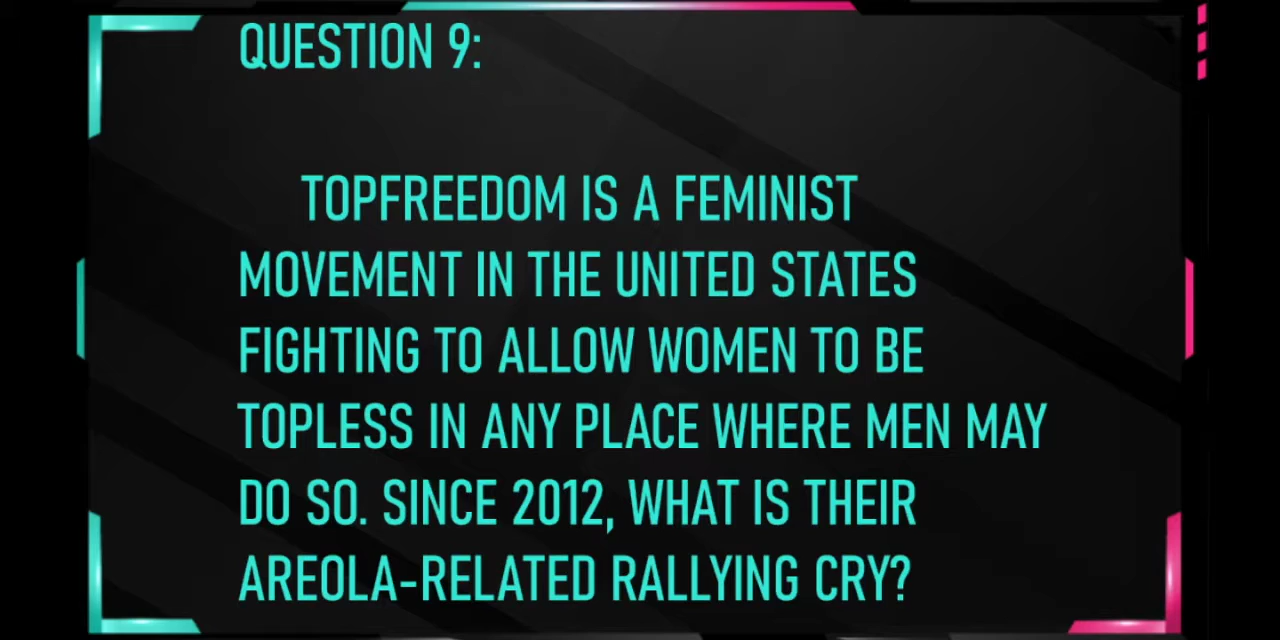 QUESTION 9:
TOPFREEDOM IS A FEMINIST
MOVEMENT IN THE UNITED STATES
FIGHTING TO ALLOW WOMEN TO BE
TOPLESS IN ANY PLACE WHERE MEN MAY
DO SO. SINCE 2012, WHAT IS THEIR
AREOLA-RELATED RALLYING CRY?